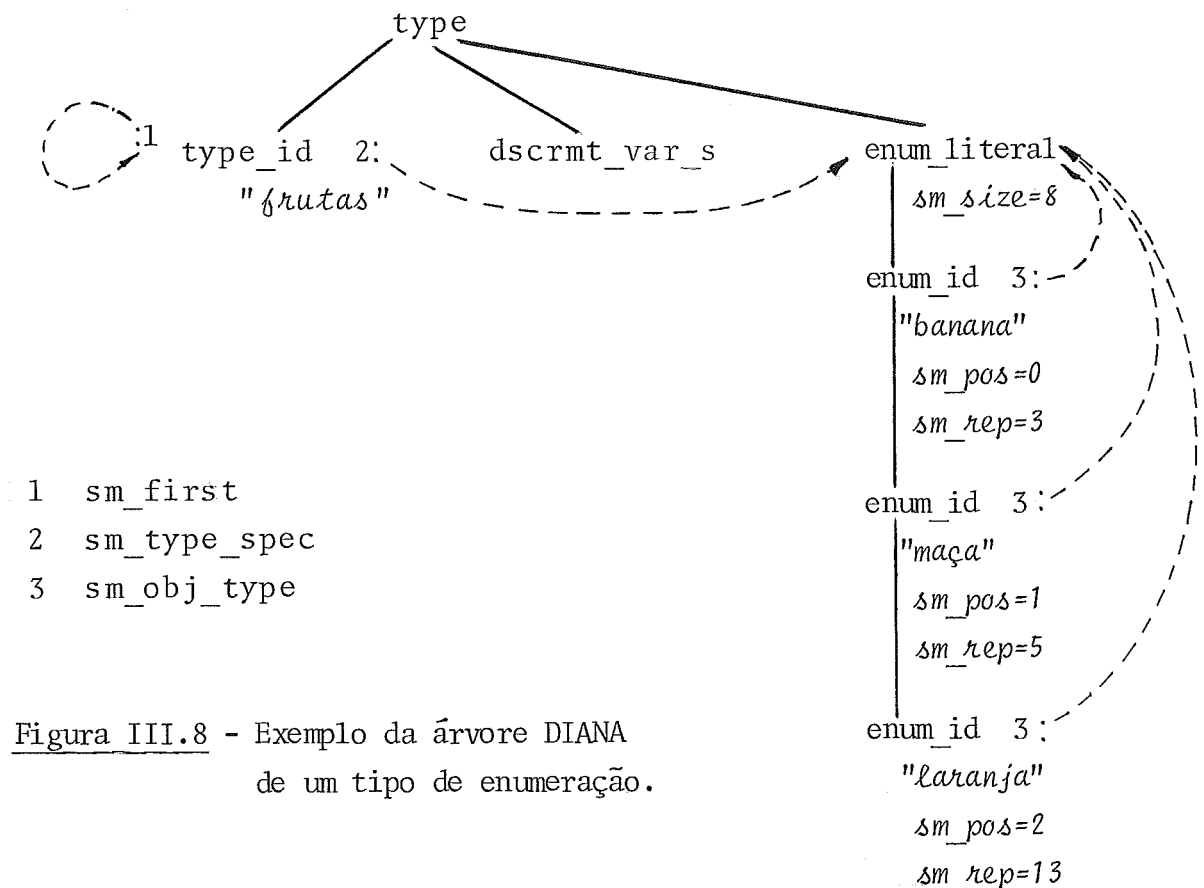 type
1 type_id 2: dscrmt_var_s enum_literal
"frutas" sm_size=8
enum_id 3:
"banana"
sm_pos=0
sm_rep=3
1 sm_first
2 sm_type_spec
3 sm_obj_type
enum_id 3:
"maça"
sm_pos=1
sm_rep=5
Figura III.8 - Exemplo da árvore DIANA
de um tipo de enumeração.
enum_id 3:
"laranja"
sm_pos=2
sm rep=13